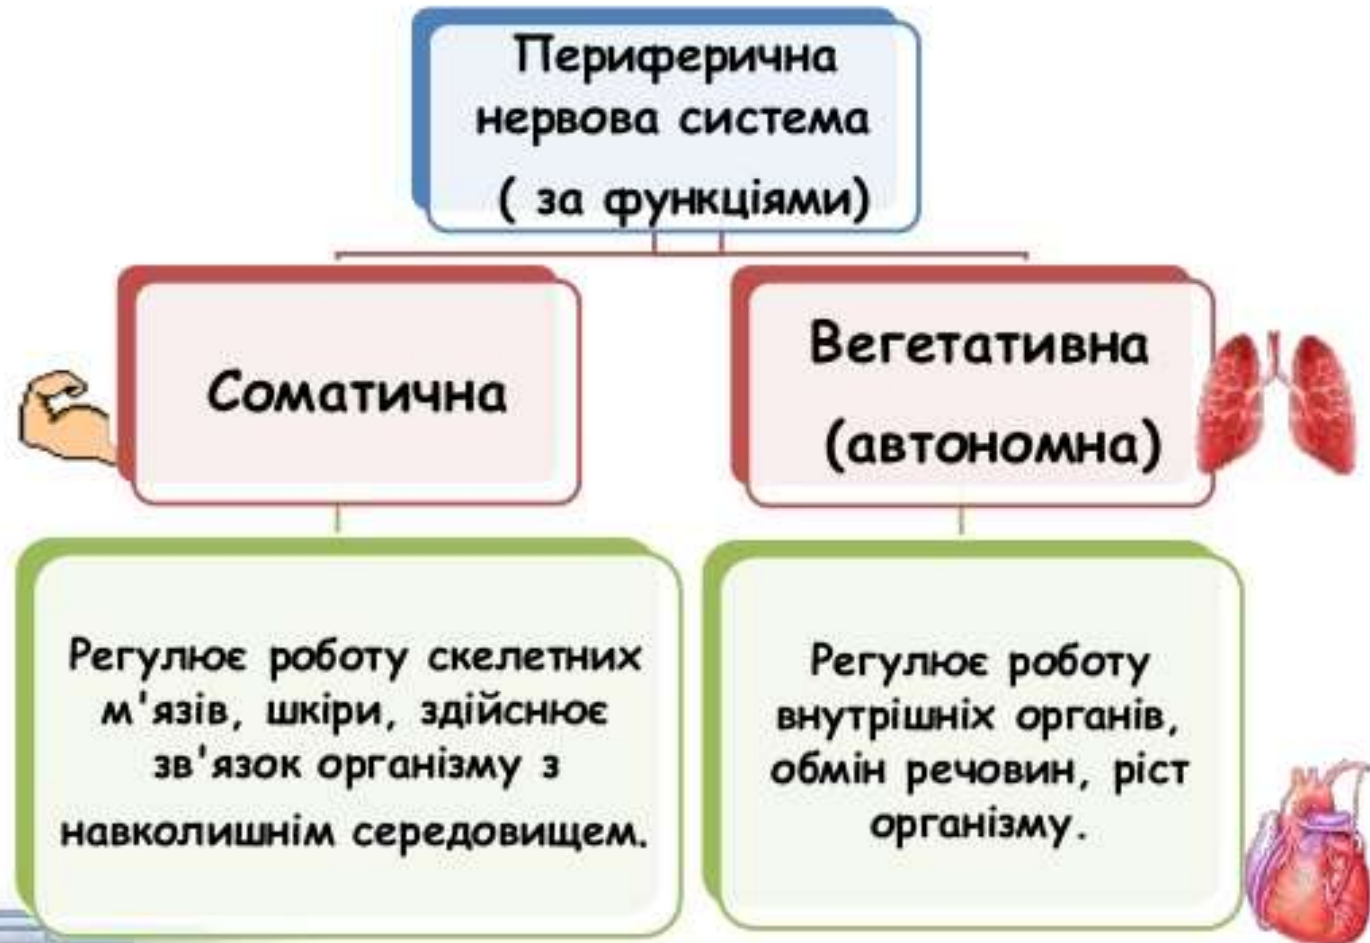 Периферична
нервова система
( за функціями)
Соматична
Вегетативна
(автономна)
Регулює роботу скелетних
м'язів, шкіри, здійснює
зв'язок організму з
навколишнім середовищем.
Регулює роботу
внутрішніх органів,
обмін речовин, ріст
організму.